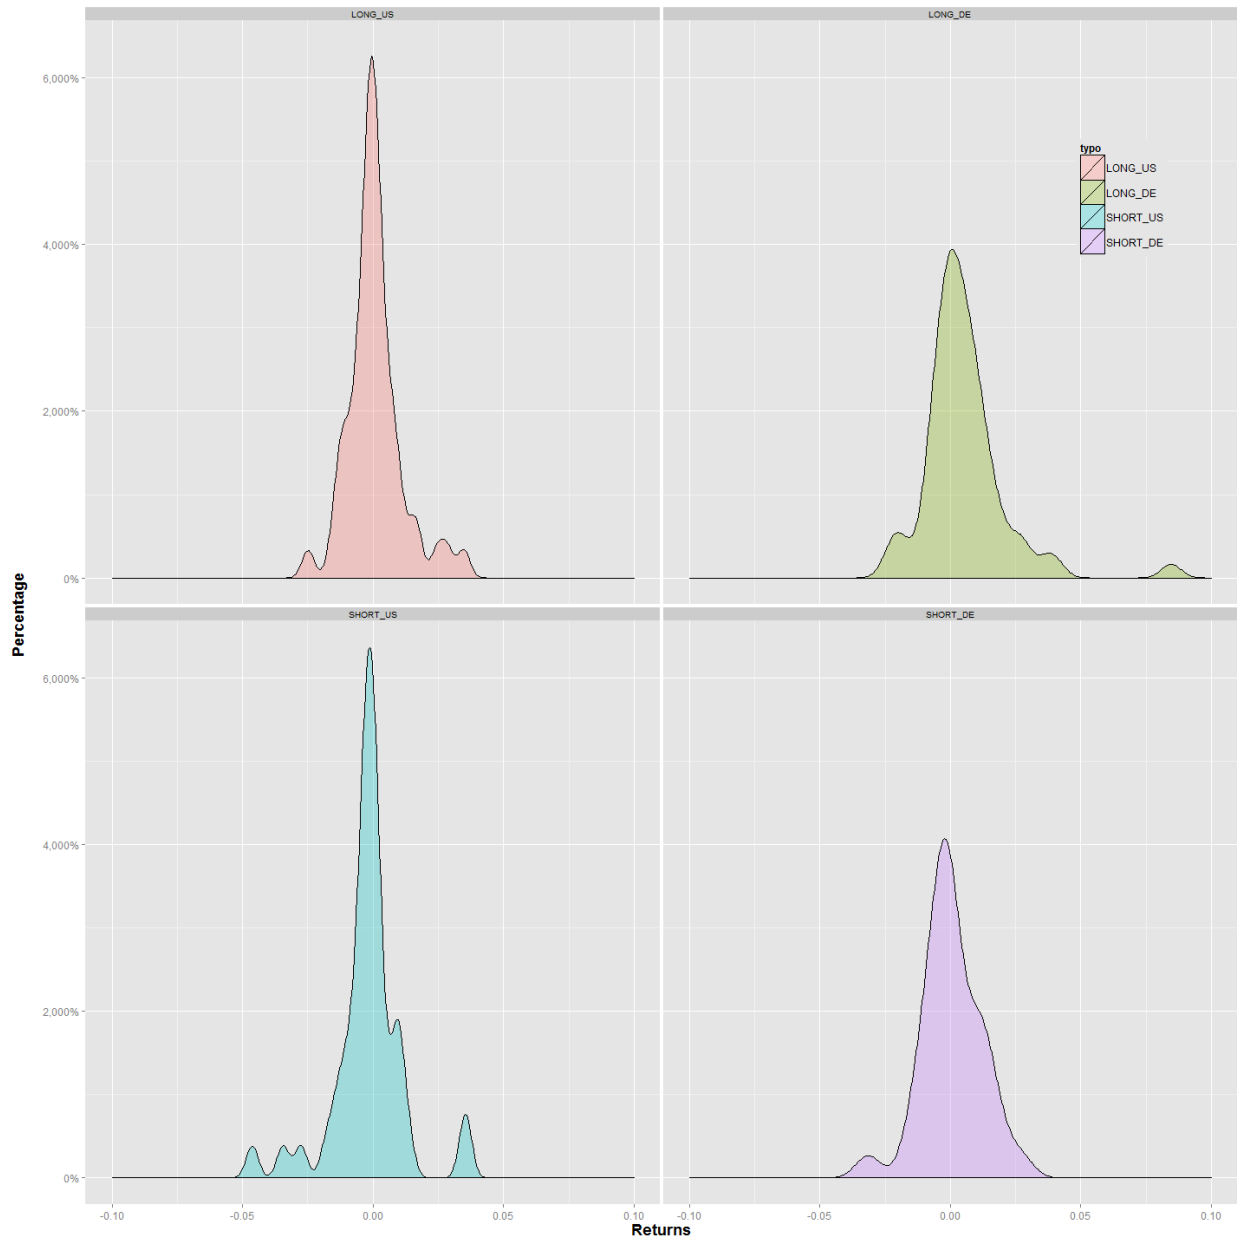 LONG_US
LONG_DE
6,000%
4,000%
2,000%
0%
typo
LONG_US
LONG_DE
SHORT_US
SHORT_DE
Percentage
SHORT_US
SHORT_DE
6,000%
4,000%
2,000%
0%
-0.10 -0.05 0.00 0.05 0.10 -0.10 -0.05 0.00 0.05 0.10
Returns